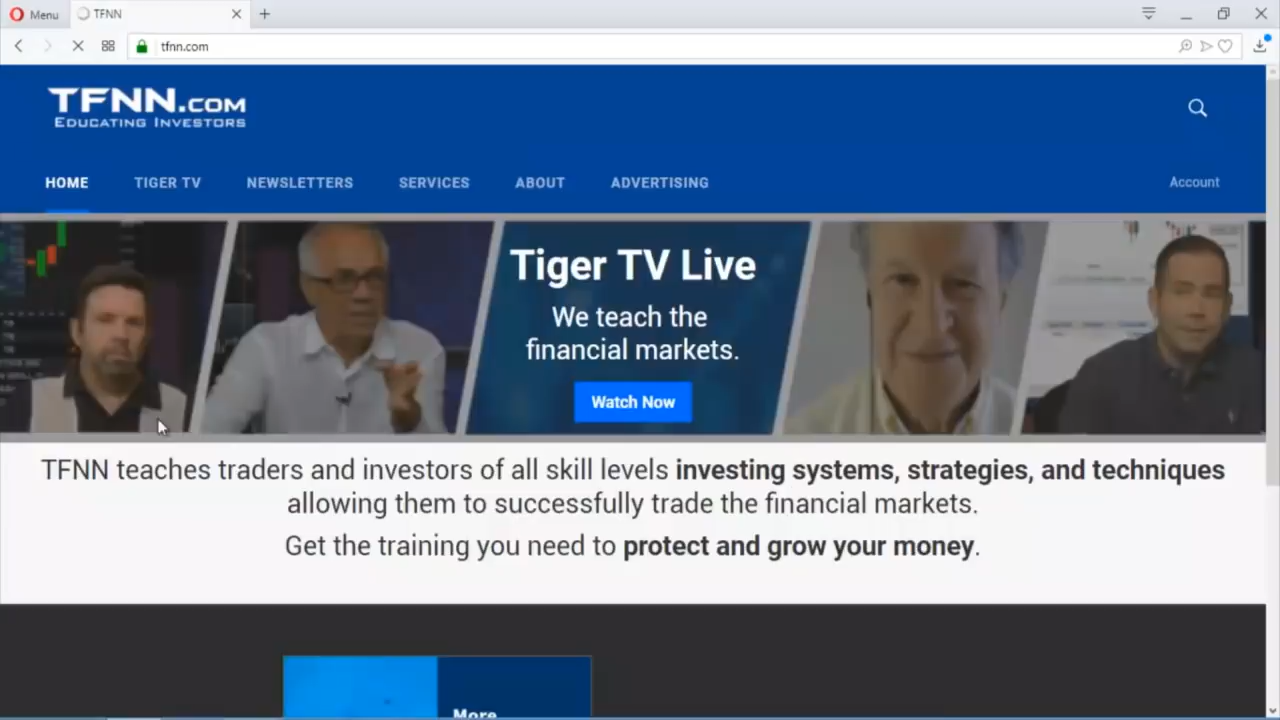 Menu
TFNN
tfnn.com
TFNN.COM
EDUCATING INVESTORS
HOME
TIGER TV
NEWSLETTERS
SERVICES
ABOUT
ADVERTISING
Account
Tiger TV Live
We teach the
financial markets.
Watch Now
TFNN teaches traders and investors of all skill levels investing systems, strategies, and techniques
allowing them to successfully trade the financial markets.
Get the training you need to protect and grow your money.
More